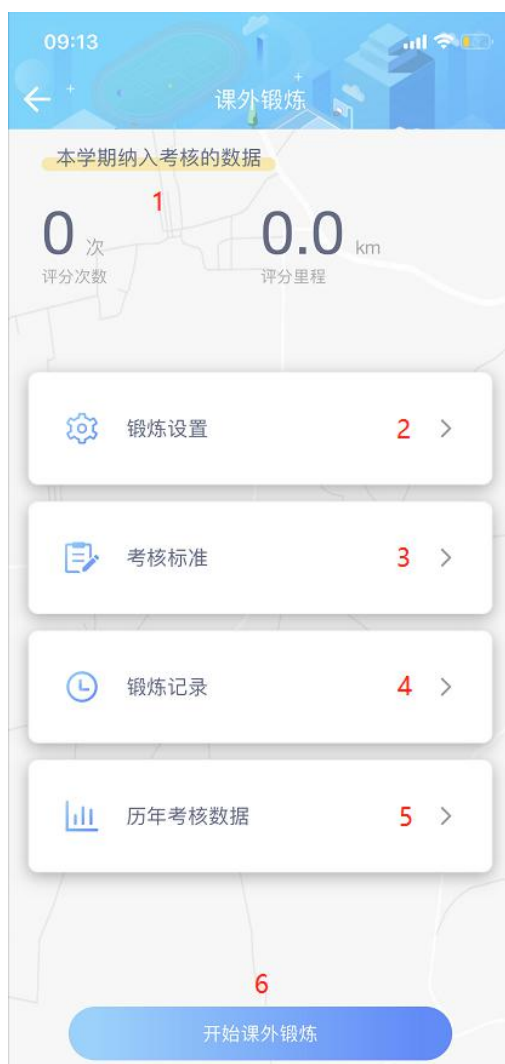 09:13
课外锻炼
本学期纳入考核的数据
1
0 次 0.0 km
评分次数 评分里程
锻炼设置 2
考核标准 3
锻炼记录 4
历年考核数据 5
6
开始课外锻炼